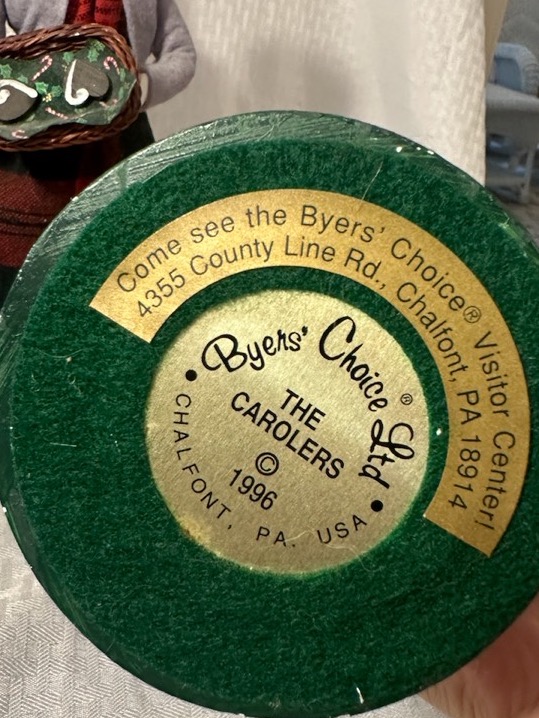 Come see the Byers' Choice® Visitor Center!
4355 County Line Rd., Chalfont, PA 18914
Byers' Choice® Ltd
THE
CAROLERS
©
1996
CHALFONT, PA. USA